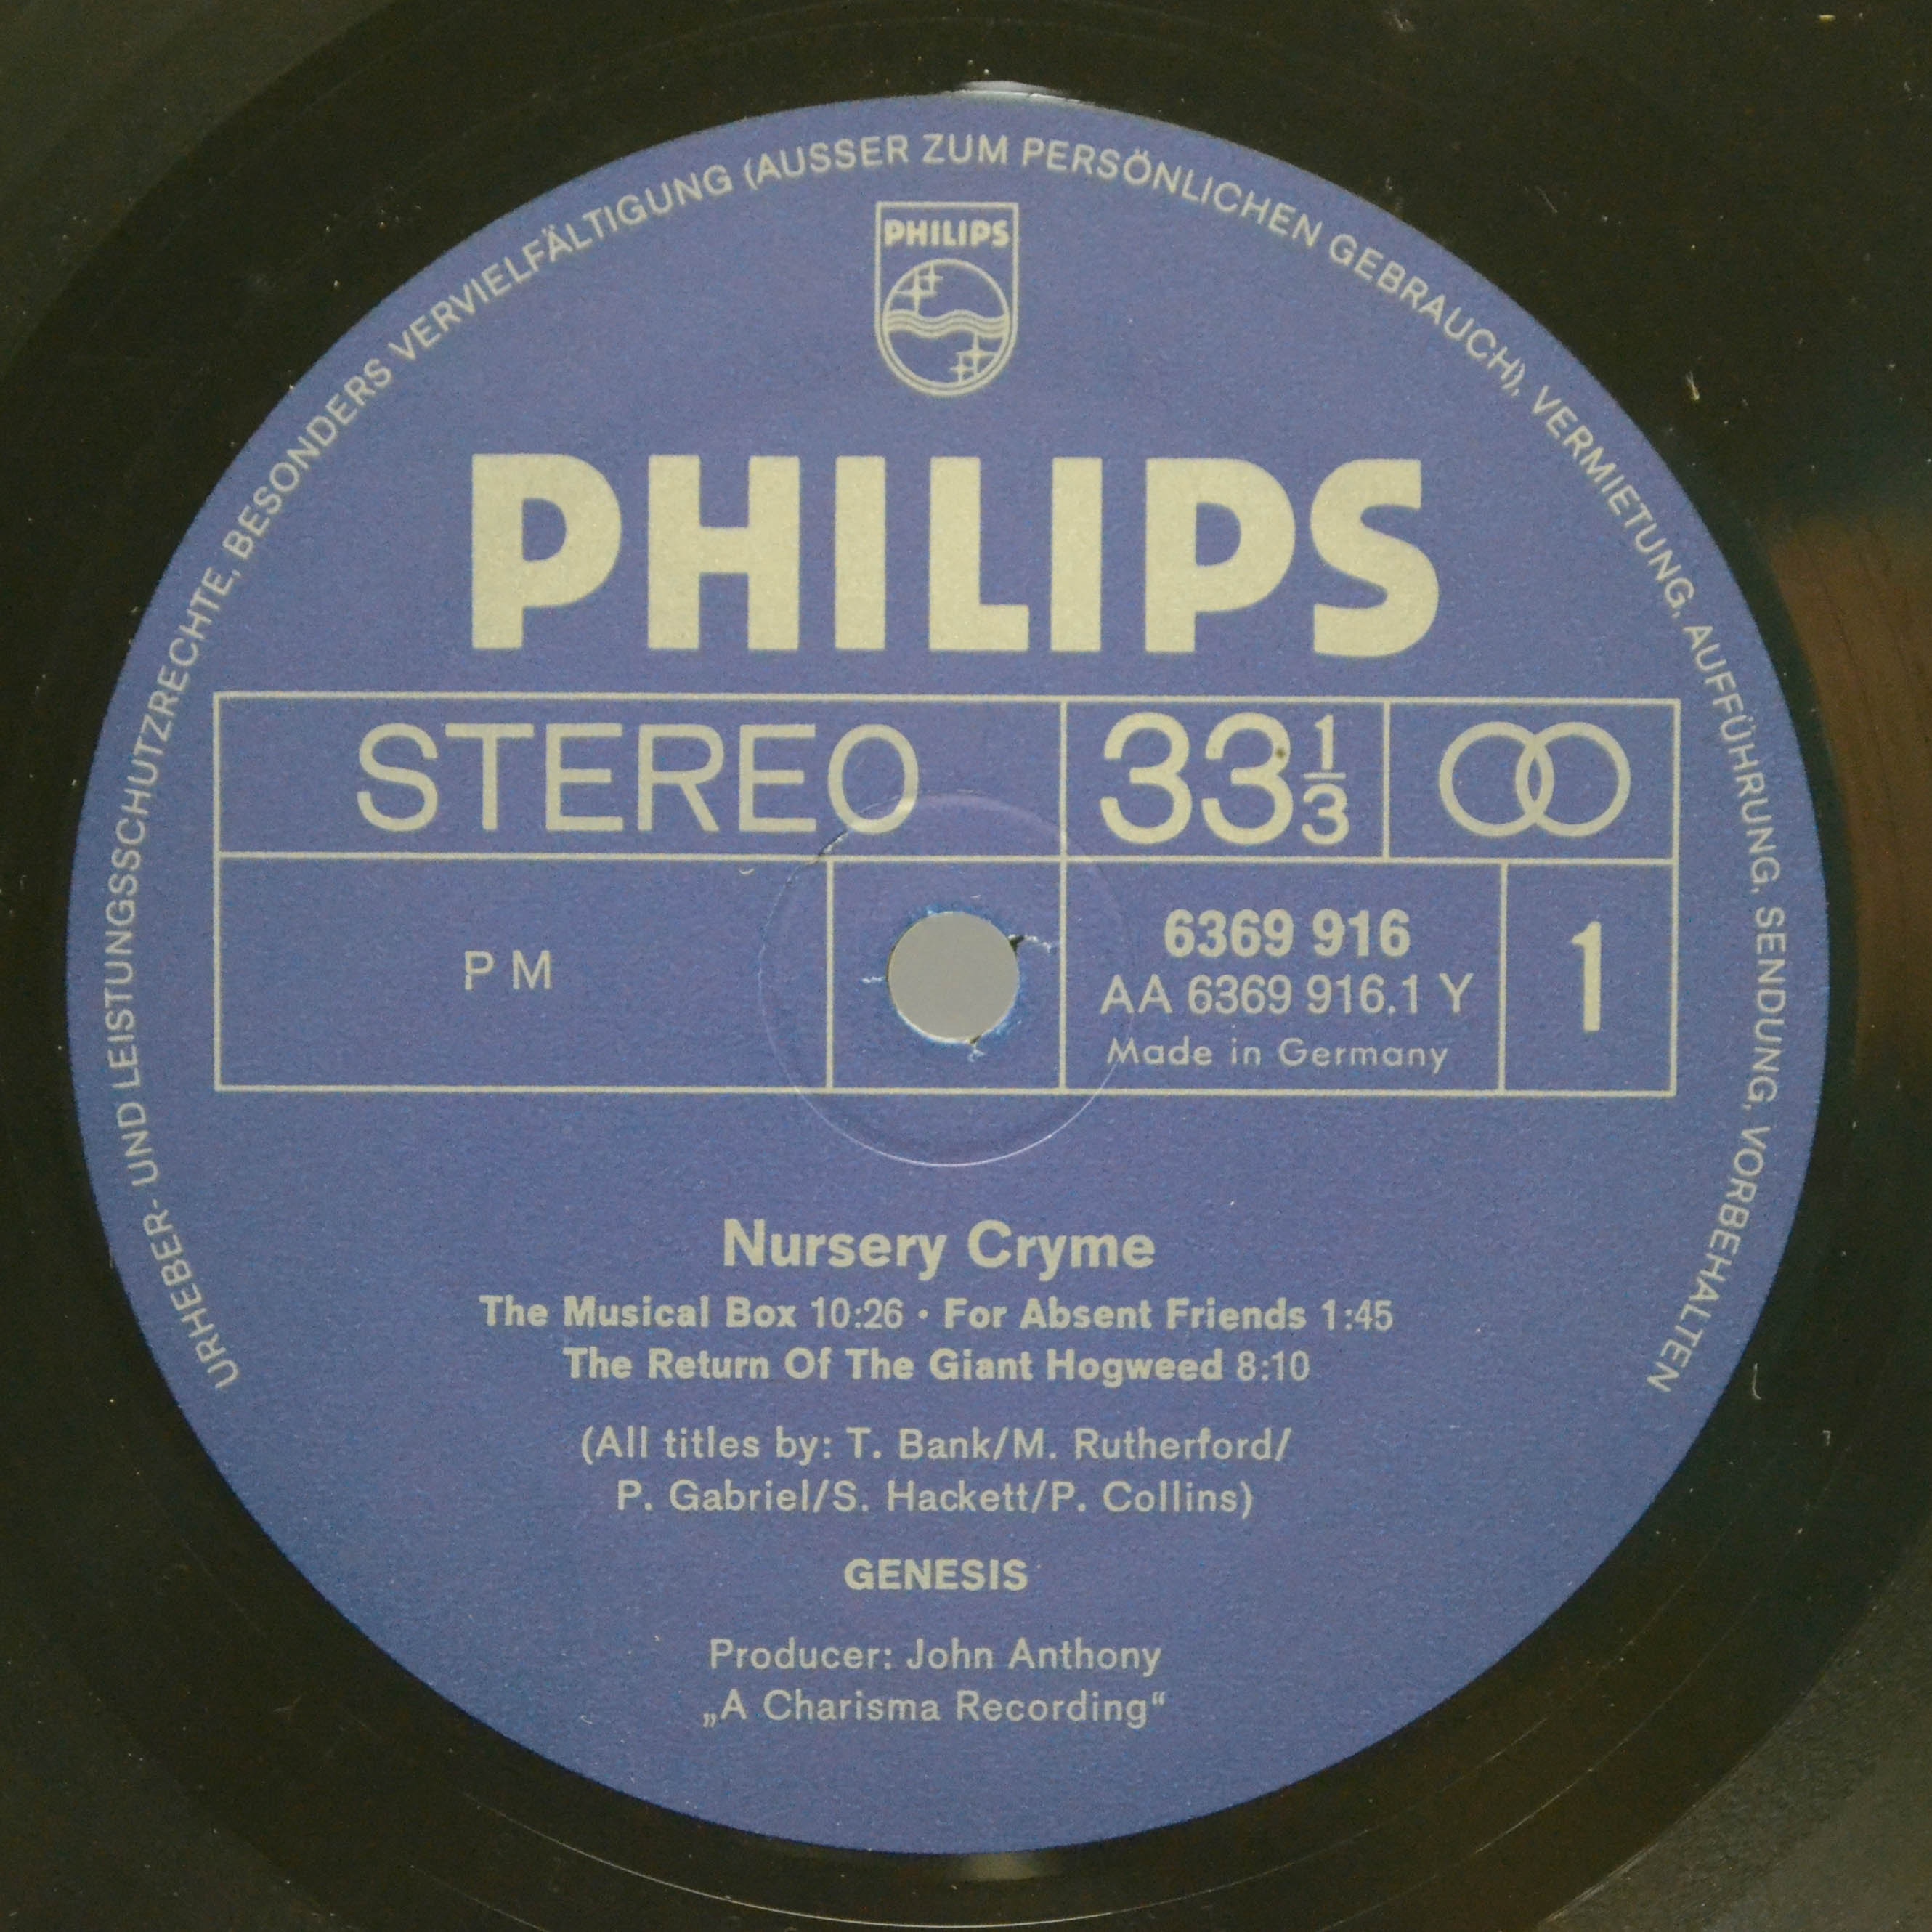 URHEBER- UND LEISTUNGSSCHUTZRECHTE, BESONDERS VERVIELFÄLTIGUNG (AUSSER ZUM PERSÖNLICHEN GEBRAUCH), VERMIETUNG, AUFFÜHRUNG, SENDUNG, VORBEHALTEN
PHILIPS
PHILIPS
STEREO 33 1/3
PM
6369 916
AA 6369 916.1 Y
Made in Germany
1
Nursery Cryme
The Musical Box 10:26 · For Absent Friends 1:45
The Return Of The Giant Hogweed 8:10
(All titles by: T. Bank/M. Rutherford/
P. Gabriel/S. Hackett/P. Collins)
GENESIS
Producer: John Anthony
„A Charisma Recording“